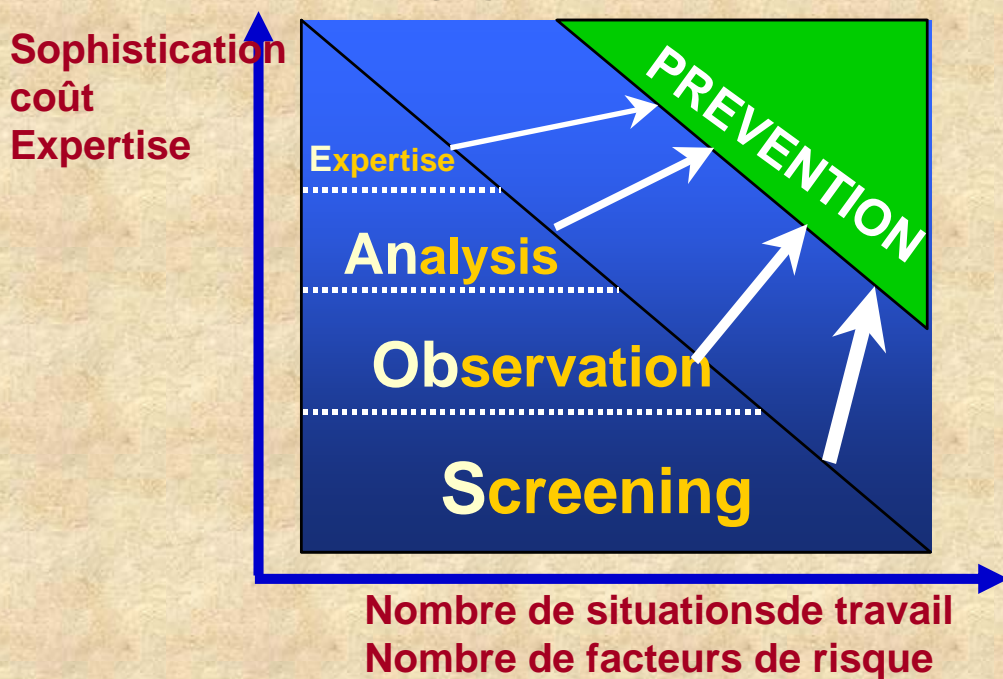 Sophistication
coût
Expertise
PREVENTION
Expertise
Analysis
Observation
Screening
Nombre de situationsde travail
Nombre de facteurs de risque